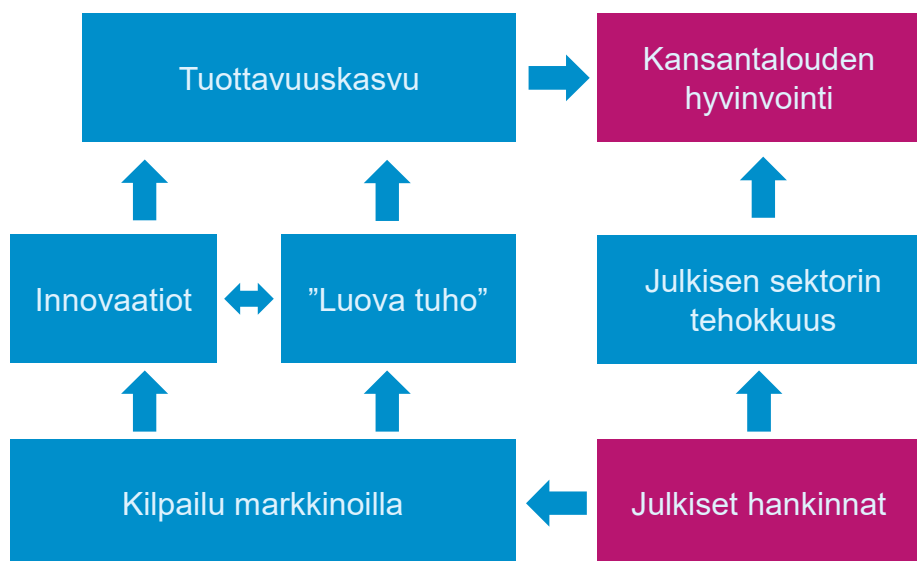 Tuottavuuskasvu
Kansantalouden
hyvinvointi
Innovaatiot
”Luova tuho”
Julkisen sektorin
tehokkuus
Kilpailu markkinoilla
Julkiset hankinnat